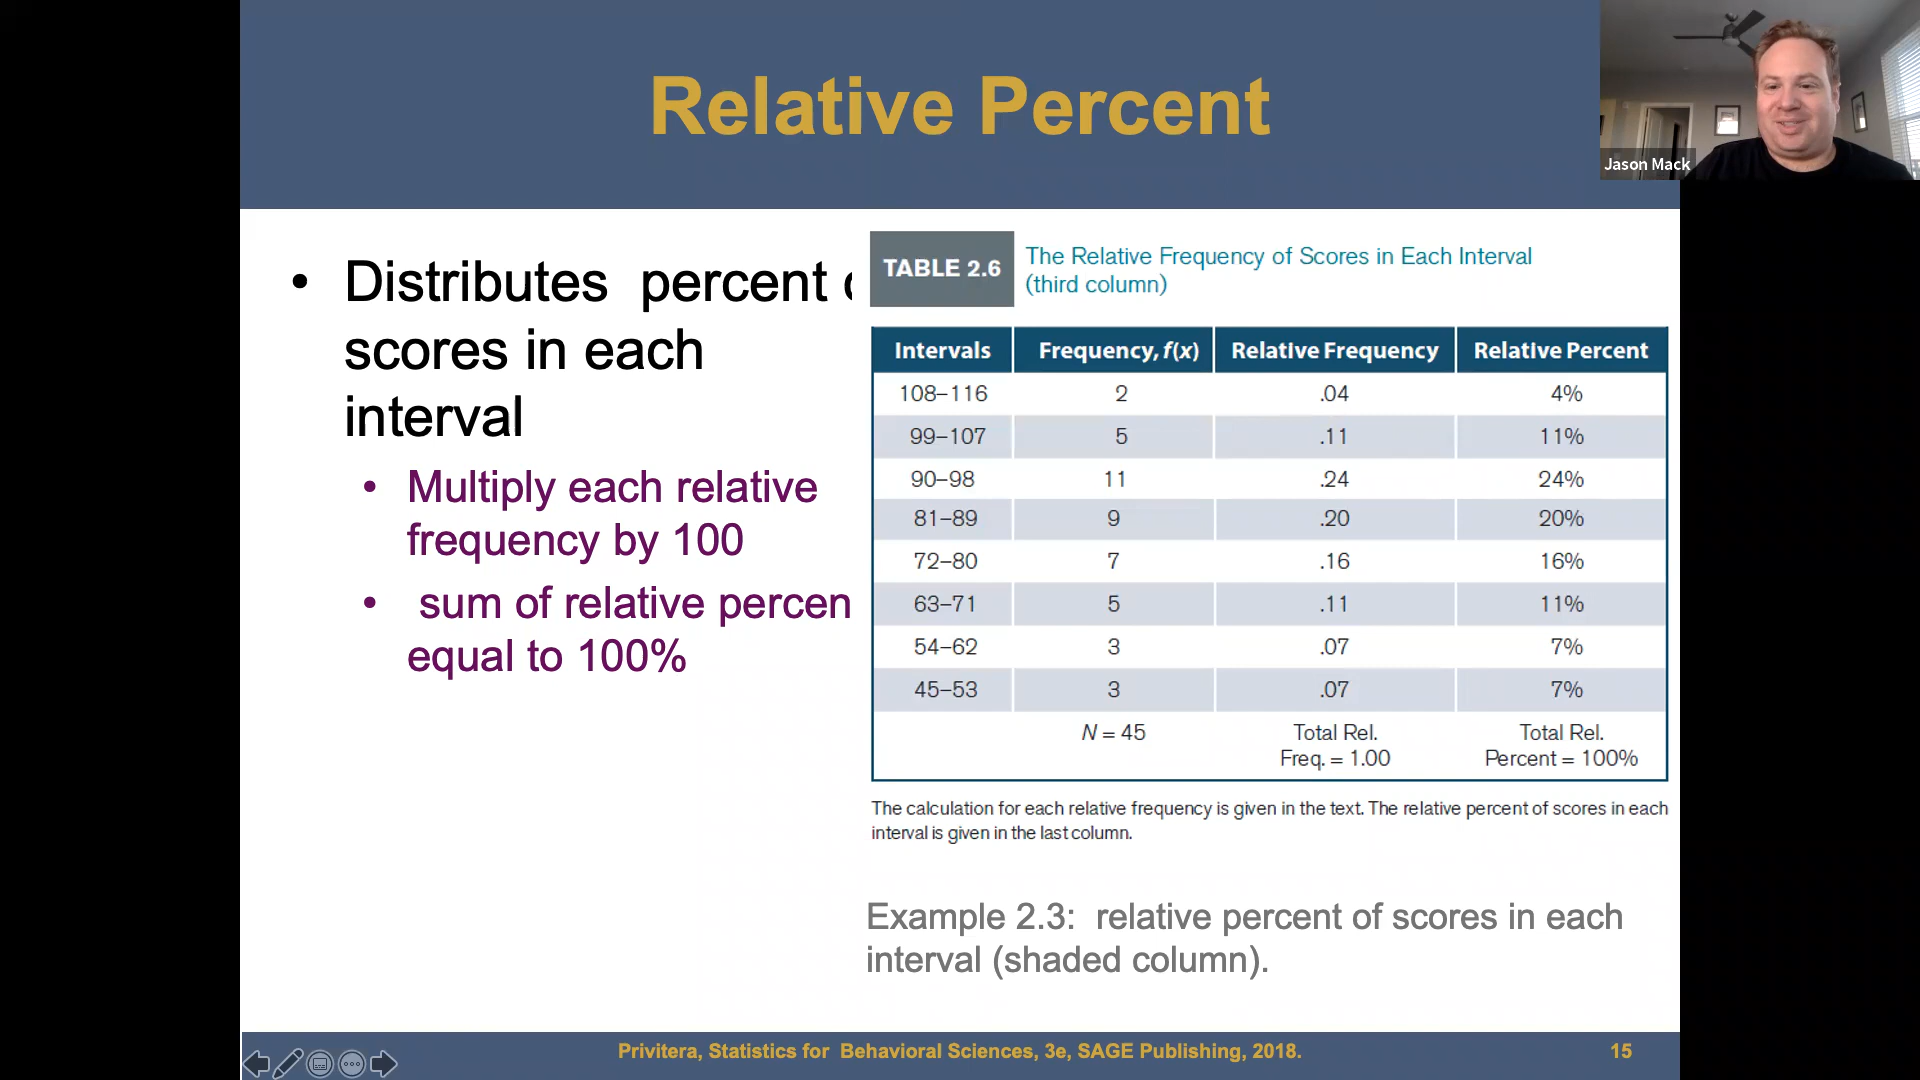 Relative Percent
Jason Mack
• Distributes  percent
scores in each
interval
• Multiply each relative
frequency by 100
• sum of relative percen
equal to 100%
TABLE 2.6
The Relative Frequency of Scores in Each Interval
(third column)
Intervals Frequency, f(x) Relative Frequency Relative Percent
108–116 2 .04 4%
99–107 5 .11 11%
90–98 11 .24 24%
81–89 9 .20 20%
72–80 7 .16 16%
63–71 5 .11 11%
54–62 3 .07 7%
45–53 3 .07 7%
N = 45 Total Rel. Total Rel.
Freq. = 1.00 Percent = 100%
The calculation for each relative frequency is given in the text. The relative percent of scores in each
interval is given in the last column.
Example 2.3:  relative percent of scores in each
interval (shaded column).
Privitera, Statistics for  Behavioral Sciences, 3e, SAGE Publishing, 2018.
15